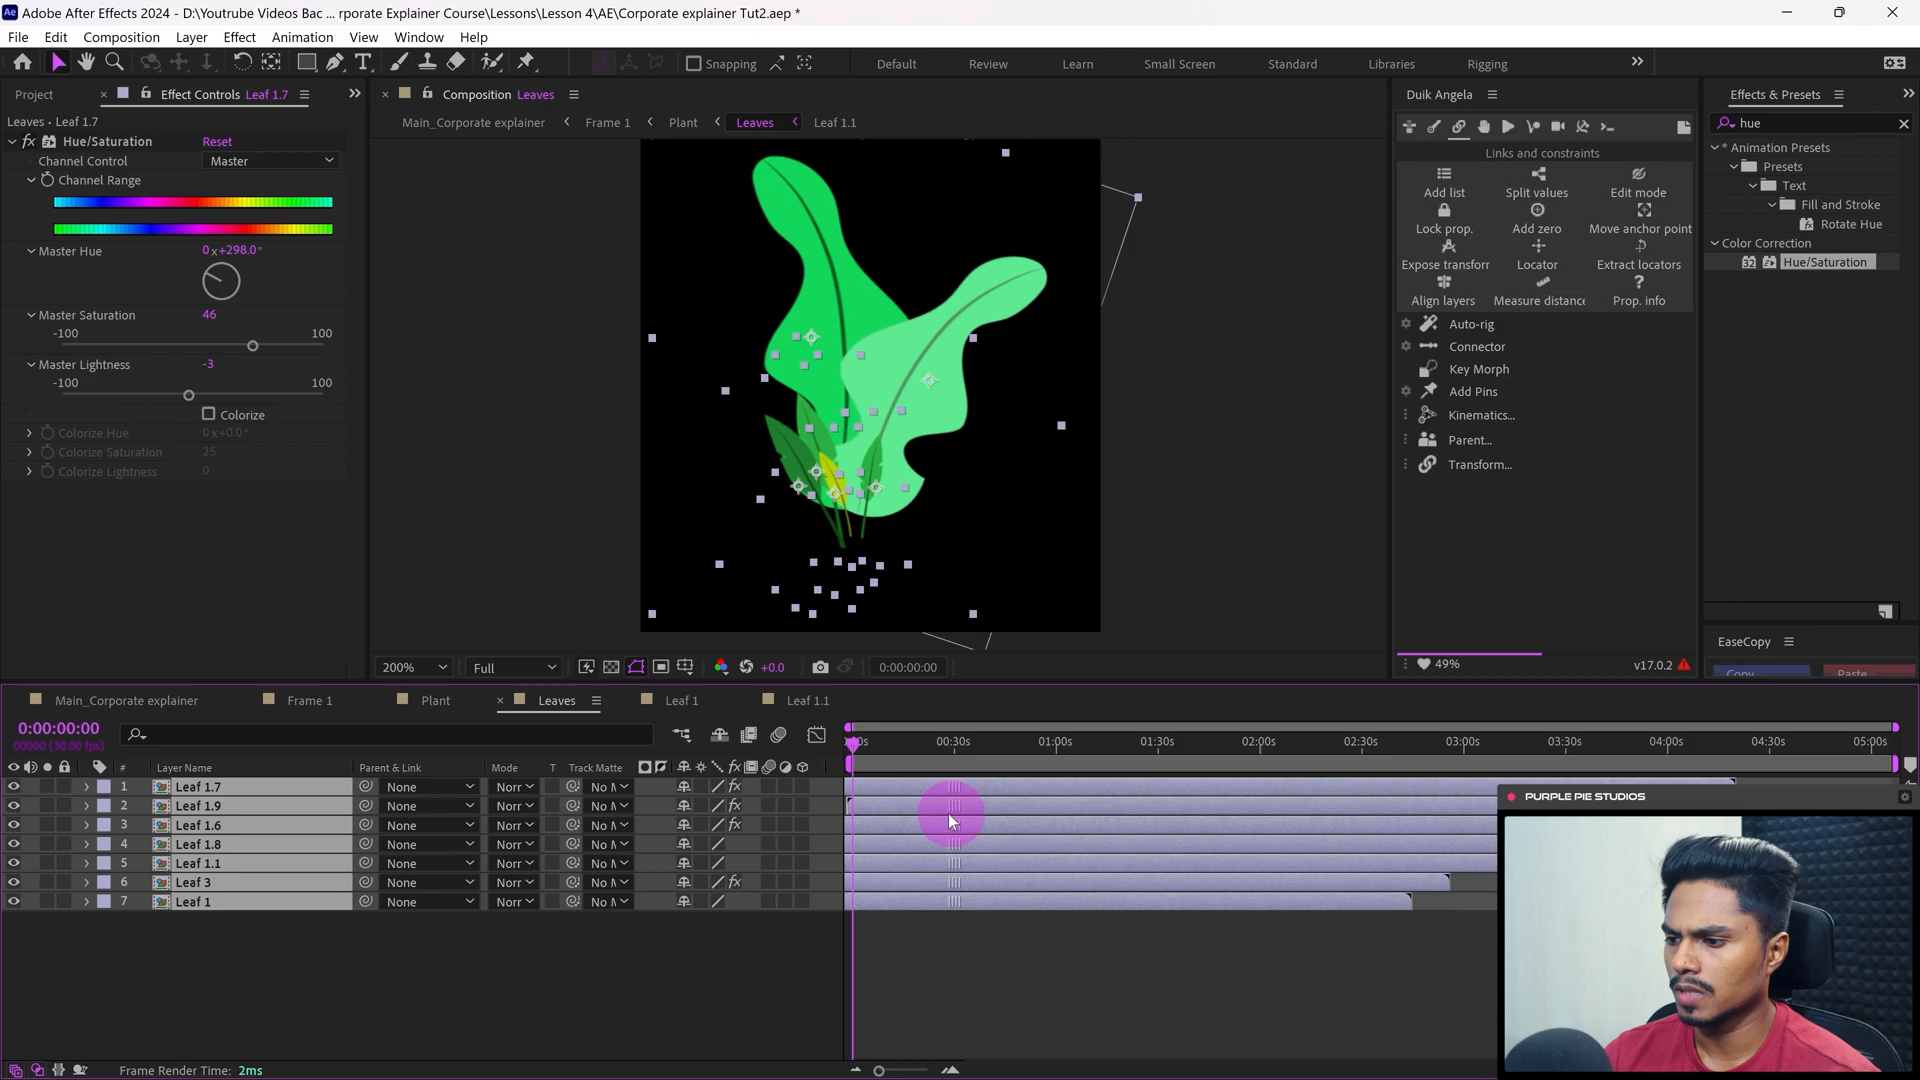 Adobe After Effects 2024 - D:\Youtube Videos Bac ... rporate Explainer Course\Lessons\Lesson 4\AE\Corporate explainer Tut2.aep *
File Edit Composition Layer Effect Animation View Window Help
Snapping Default Review Learn Small Screen Standard Libraries Rigging
Project Effect Controls Leaf 1.7
Leaves • Leaf 1.7
fx Hue/Saturation Reset
Channel Control Master
Channel Range
Master Hue 0x+298.0°
Master Saturation 46
-100 100
Master Lightness -3
-100 100
Colorize
Colorize Hue 0x+0.0°
Colorize Saturation 25
Colorize Lightness 0
Composition Leaves
Main_Corporate explainer Frame 1 Plant Leaves Leaf 1.1
200% Full +0.0 0:00:00:00
Duik Angela
Links and constraints
Add list Split values Edit mode
Lock prop. Add zero Move anchor point
Expose transform Locator Extract locators
Align layers Measure distance Prop. info
Auto-rig
Connector
Key Morph
Add Pins
Kinematics...
Parent...
Transform...
49% v17.0.2
Effects & Presets
hue
* Animation Presets
Presets
Text
Fill and Stroke
Rotate Hue
Color Correction
32 Hue/Saturation
EaseCopy
Copy Paste
Main_Corporate explainer Frame 1 Plant Leaves Leaf 1 Leaf 1.1
0:00:00:00
00000 (30.00 fps)
00:30s 01:00s 01:30s 02:00s 02:30s 03:00s 03:30s 04:00s 04:30s 05:00s
# Layer Name Parent & Link Mode T Track Matte fx
1 Leaf 1.7 None Norr No M fx
2 Leaf 1.9 None Norr No M fx
3 Leaf 1.6 None Norr No M fx
4 Leaf 1.8 None Norr No M
5 Leaf 1.1 None Norr No M
6 Leaf 3 None Norr No M fx
7 Leaf 1 None Norr No M
PURPLE PIE STUDIOS
Frame Render Time: 2ms